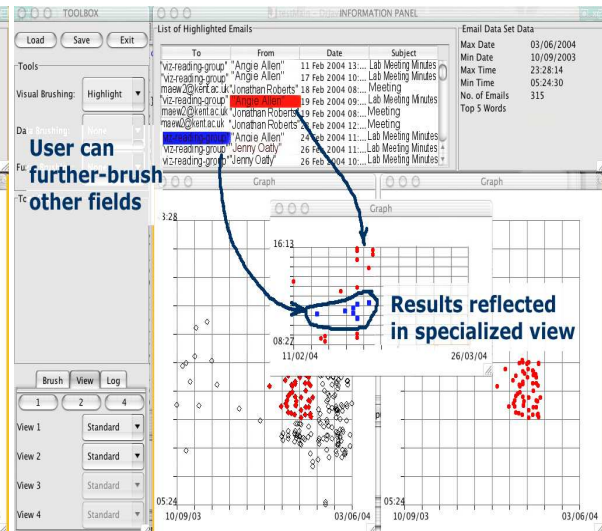 TOOLBOX
Load Save Exit
Tools
Visual Brushing: Highlight
None
User can
further-brush
other fields
Brush View Log
1 2 4
View 1 Standard
View 2 Standard
View 3 Standard
View 4 Standard
INFORMATION PANEL
List of Highlighted Emails
To From Date Subject
"viz-reading-group" "Angie Allen" 11 Feb 2004 13:... Lab Meeting Minutes
"viz-reading-group" "Angie Allen" 17 Feb 2004 10:... Lab Meeting Minutes
maew2@kent.ac.uk "Jonathan Roberts" 18 Feb 2004 08:... Meeting
"viz-reading-group" "Angie Allen" 19 Feb 2004 09:... Lab Meeting Minutes
maew2@kent.ac.uk "Jonathan Roberts" 19 Feb 2004 08:... Meeting
maew2@kent.ac.uk "Jonathan Roberts" 2004 12:... Meeting
viz-reading-group" "Angie Allen" 24 Feb 2004 11:... Lab Meeting Minutes
viz-reading-group" "Jenny Oatly" 26 Feb 2004 11:... Lab Meeting Minutes
viz-reading-group" "Jenny Oatly" 26 Feb 2004 10:... Lab Meeting Minutes
Email Data Set Data
Max Date 03/06/2004
Min Date 10/09/2003
Max Time 23:28:14
Min Time 05:24:30
No. of Emails 315
Top 5 Words
Graph
3:28
05:24
10/09/03 03/06/04
Graph
16:13
08:27
11/02/04 26/03/04
Results reflected
in specialized view
Graph
05:24
10/09/03 03/06/04